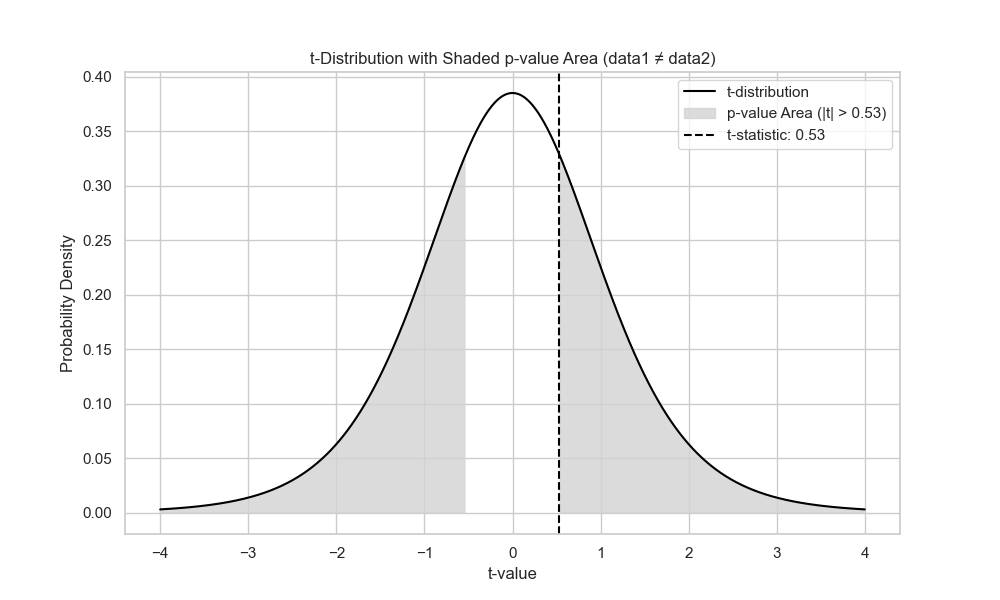 t-Distribution with Shaded p-value Area (data1 ≠ data2)
t-distribution
p-value Area (|t| > 0.53)
t-statistic: 0.53
Probability Density
0.40
0.35
0.30
0.25
0.20
0.15
0.10
0.05
0.00
−4 −3 −2 −1 0 1 2 3 4
t-value